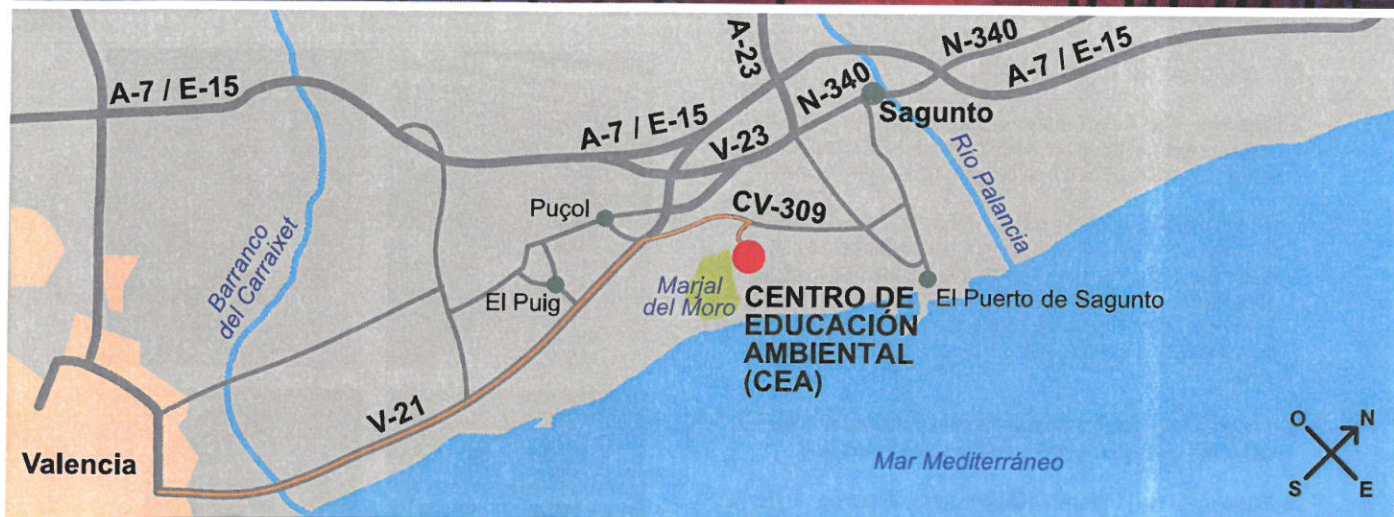 A-7 / E-15
A-7 / E-15
A-23
N-340
V-23
N-340
A-7 / E-15
Sagunto
Río Palancia
Puçol
CV-309
Barranco
del Carraixet
El Puig
Marjal
del Moro
CENTRO DE
EDUCACIÓN
AMBIENTAL
(CEA)
El Puerto de Sagunto
V-21
Valencia
Mar Mediterráneo
O
N
S
E